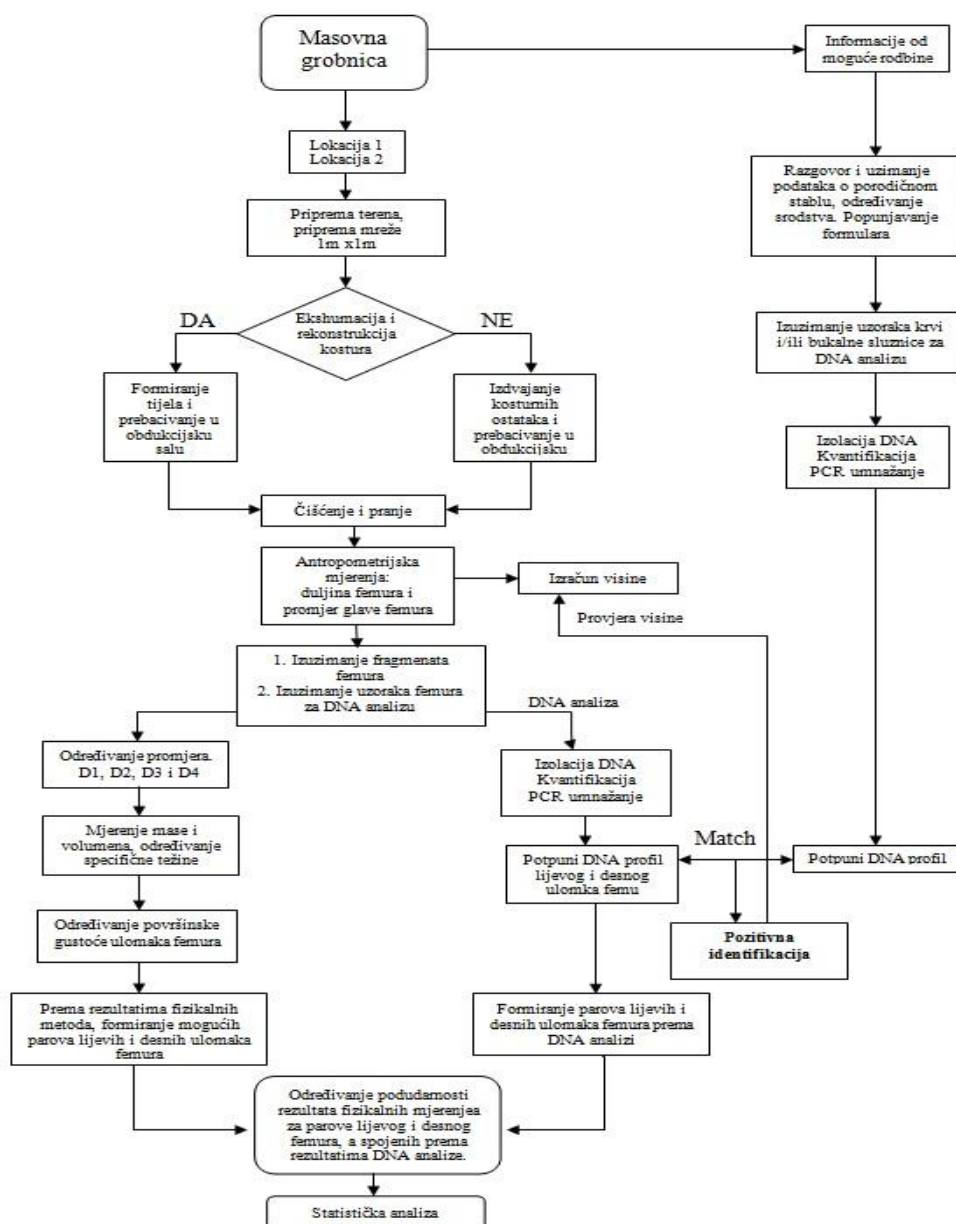 Masovna
grobnica
Informacije od
moguće rodbine
Lokacija 1
Lokacija 2
Razgovor i uzimanje
podataka o porodičnom
stablu, određivanje
srodstva. Popunjavanje
formulara
Priprema terena,
priprema mreže
1m x1m
DA
Ekshumacija i
rekonstrukcija
kostura
NE
Izuzimanje uzoraka krvi
i/ili bukalne sluznice za
DNA analizu
Formiranje
tijela i
prebacivanje u
obdukcijsku
salu
Izdvajanje
kosturnih
ostataka i
prebacivanje u
obdukcijsku
Izolacija DNA
Kvantifikacija
PCR umnažanje
Čišćenje i pranje
Antropometrijska
mjerenja:
duljina femura i
promjer glave femura
Izračun visine
Provjera visine
1. Izuzimanje fragmenata
femura
2. Izuzimanje uzoraka femura
za DNA analizu
DNA analiza
Određivanje promjera.
D1, D2, D3 i D4
Izolacija DNA
Kvantifikacija
PCR umnažanje
Mjerenje mase i
volumena, određivanje
specifične težine
Match
Potpuni DNA profil
lijevog i desnog
ulomka femu
Potpuni DNA profil
Određivanje površinske
gustoće ulomaka femura
Pozitivna
identifikacija
Prema rezultatima fizikalnih
metoda, formiranje mogućih
parova lijevih i desnih ulomaka
femura
Formiranje parova lijevih i
desnih ulomaka femura prema
DNA analizi
Određivanje podudarnosti
rezultata fizikalnih mjerenjea
za parove lijevog i desnog
femura, a spojenih prema
rezultatima DNA analize.
Statistička analiza